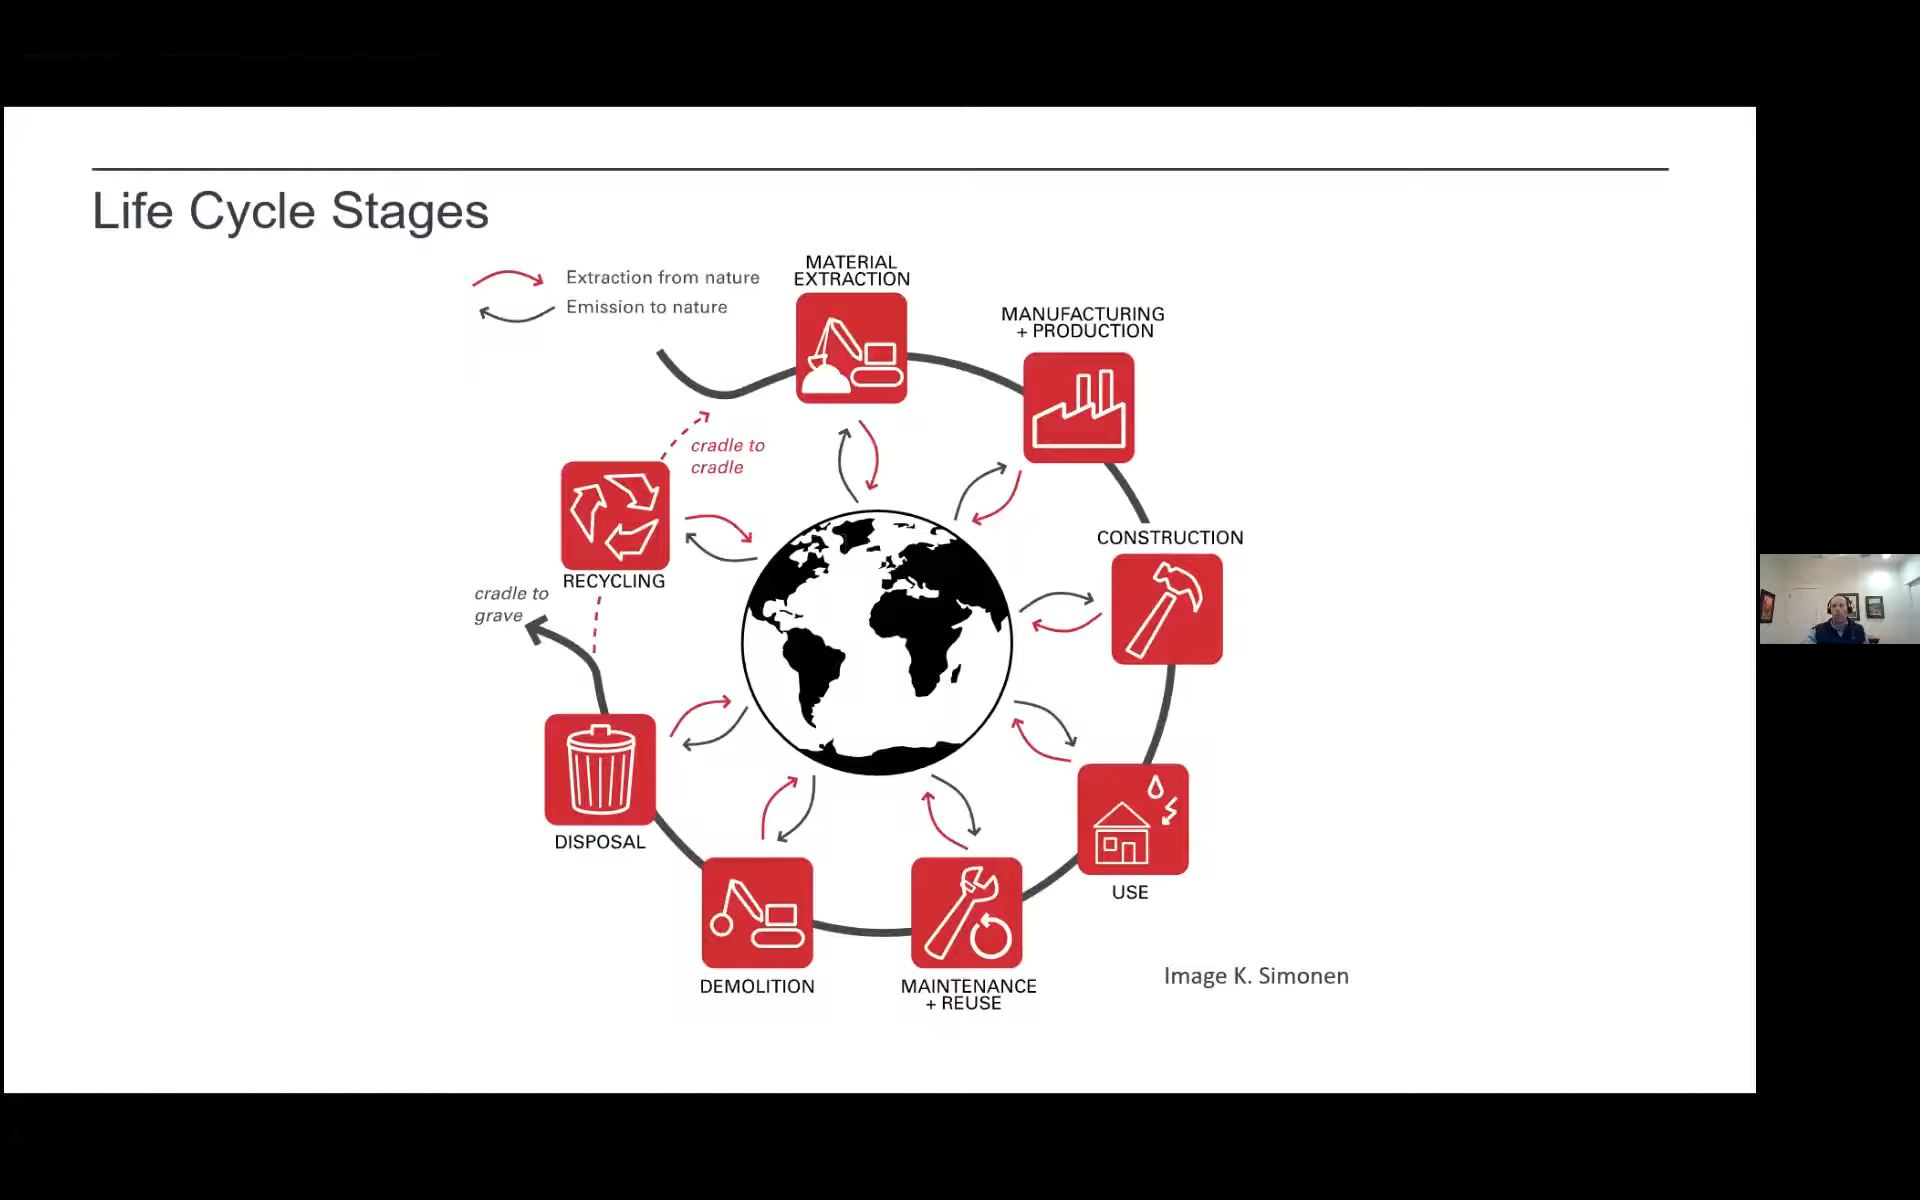 Life Cycle Stages
Extraction from nature
Emission to nature
MATERIAL
EXTRACTION
MANUFACTURING
+ PRODUCTION
cradle to
cradle
CONSTRUCTION
RECYCLING
cradle to
grave
DISPOSAL
USE
DEMOLITION
MAINTENANCE
+ REUSE
Image K. Simonen